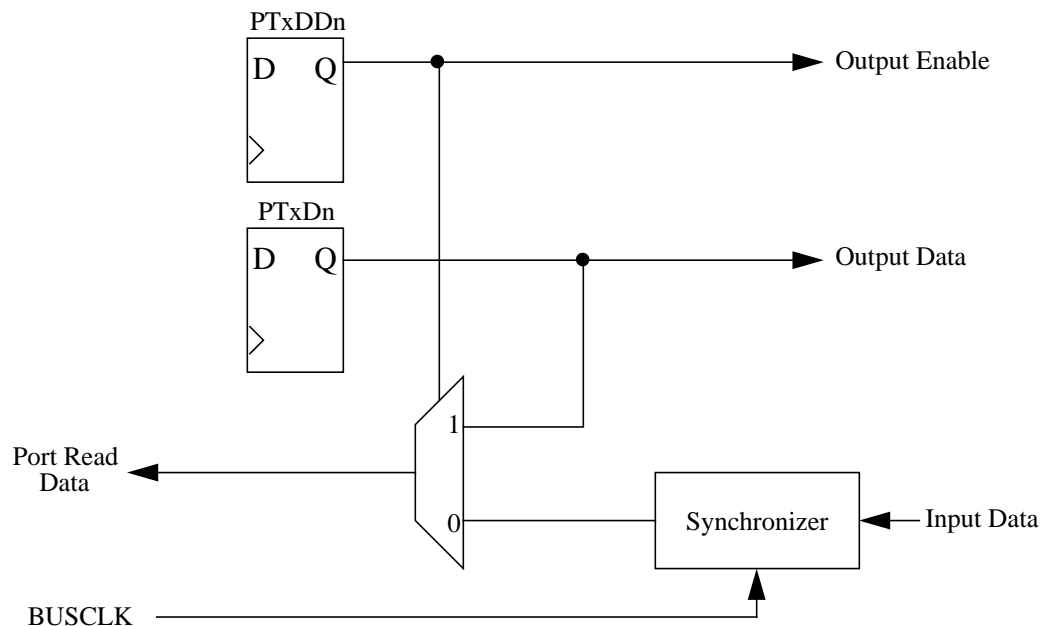 PTxDDn
D Q
Output Enable
PTxDn
D Q
Output Data
1
Port Read
Data
0
Synchronizer
Input Data
BUSCLK